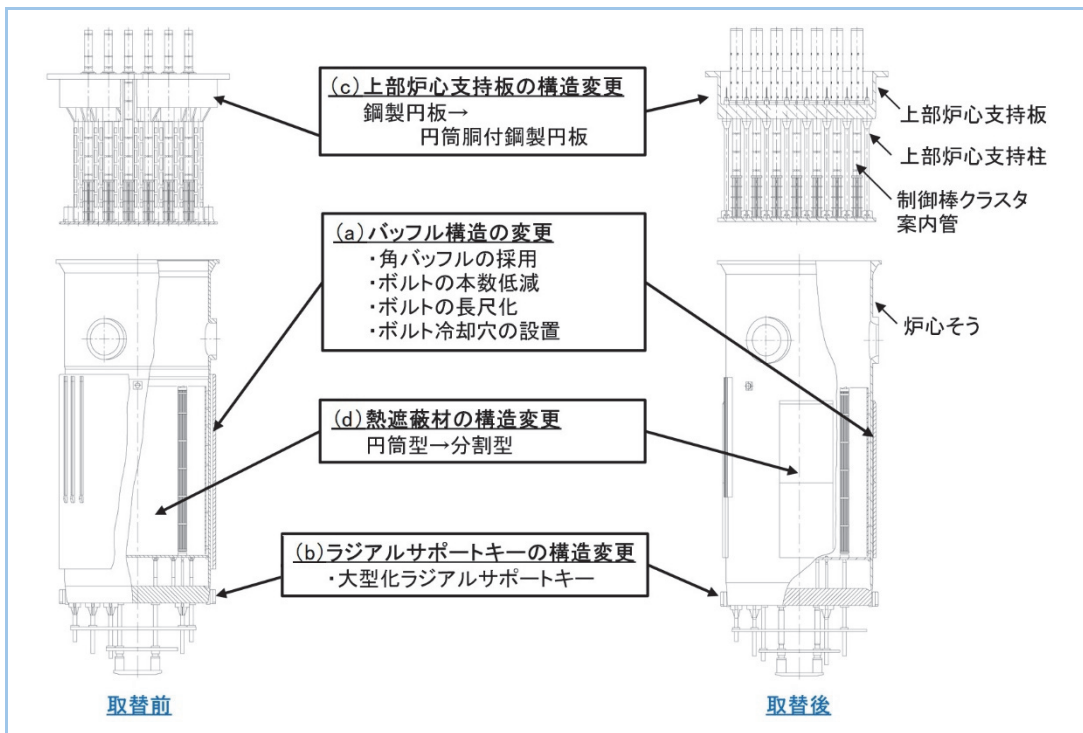 (c)上部炉心支持板の構造変更
鋼製円板→
円筒胴付鋼製円板
上部炉心支持板
上部炉心支持柱
制御棒クラスタ
案内管
(a)バッフル構造の変更
・角バッフルの採用
・ボルトの本数低減
・ボルトの長尺化
・ボルト冷却穴の設置
炉心そう
(d)熱遮蔽材の構造変更
円筒型→分割型
(b)ラジアルサポートキーの構造変更
・大型化ラジアルサポートキー
取替前
取替後